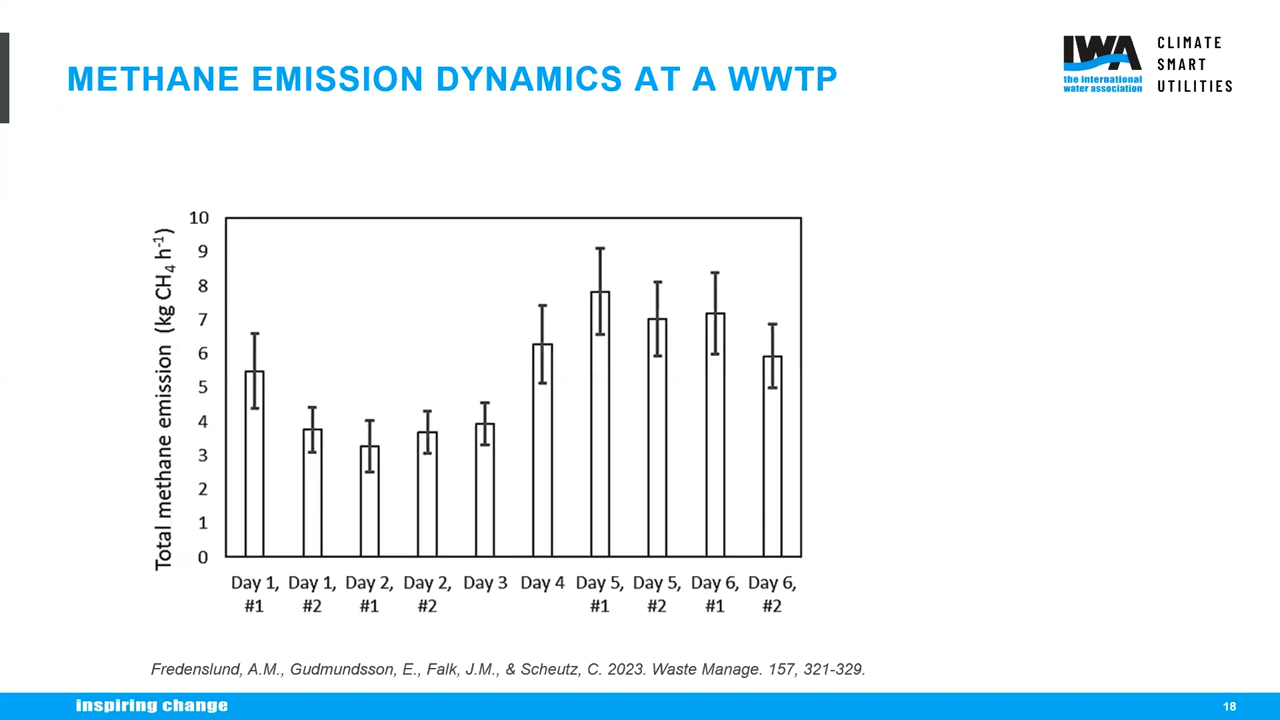 METHANE EMISSION DYNAMICS AT A WWTP
IWA
the international
water association
CLIMATE
SMART
UTILITIES
Total methane emission (kg CH4 h-1)
10
9
8
7
6
5
4
3
2
1
0
Day 1, Day 1, Day 2, Day 2, Day 3 Day 4 Day 5, Day 5, Day 6, Day 6,
#1 #2 #1 #2 #1 #2 #1 #2
Fredenslund, A.M., Gudmundsson, E., Falk, J.M., & Scheutz, C. 2023. Waste Manage. 157, 321-329.
inspiring change
18